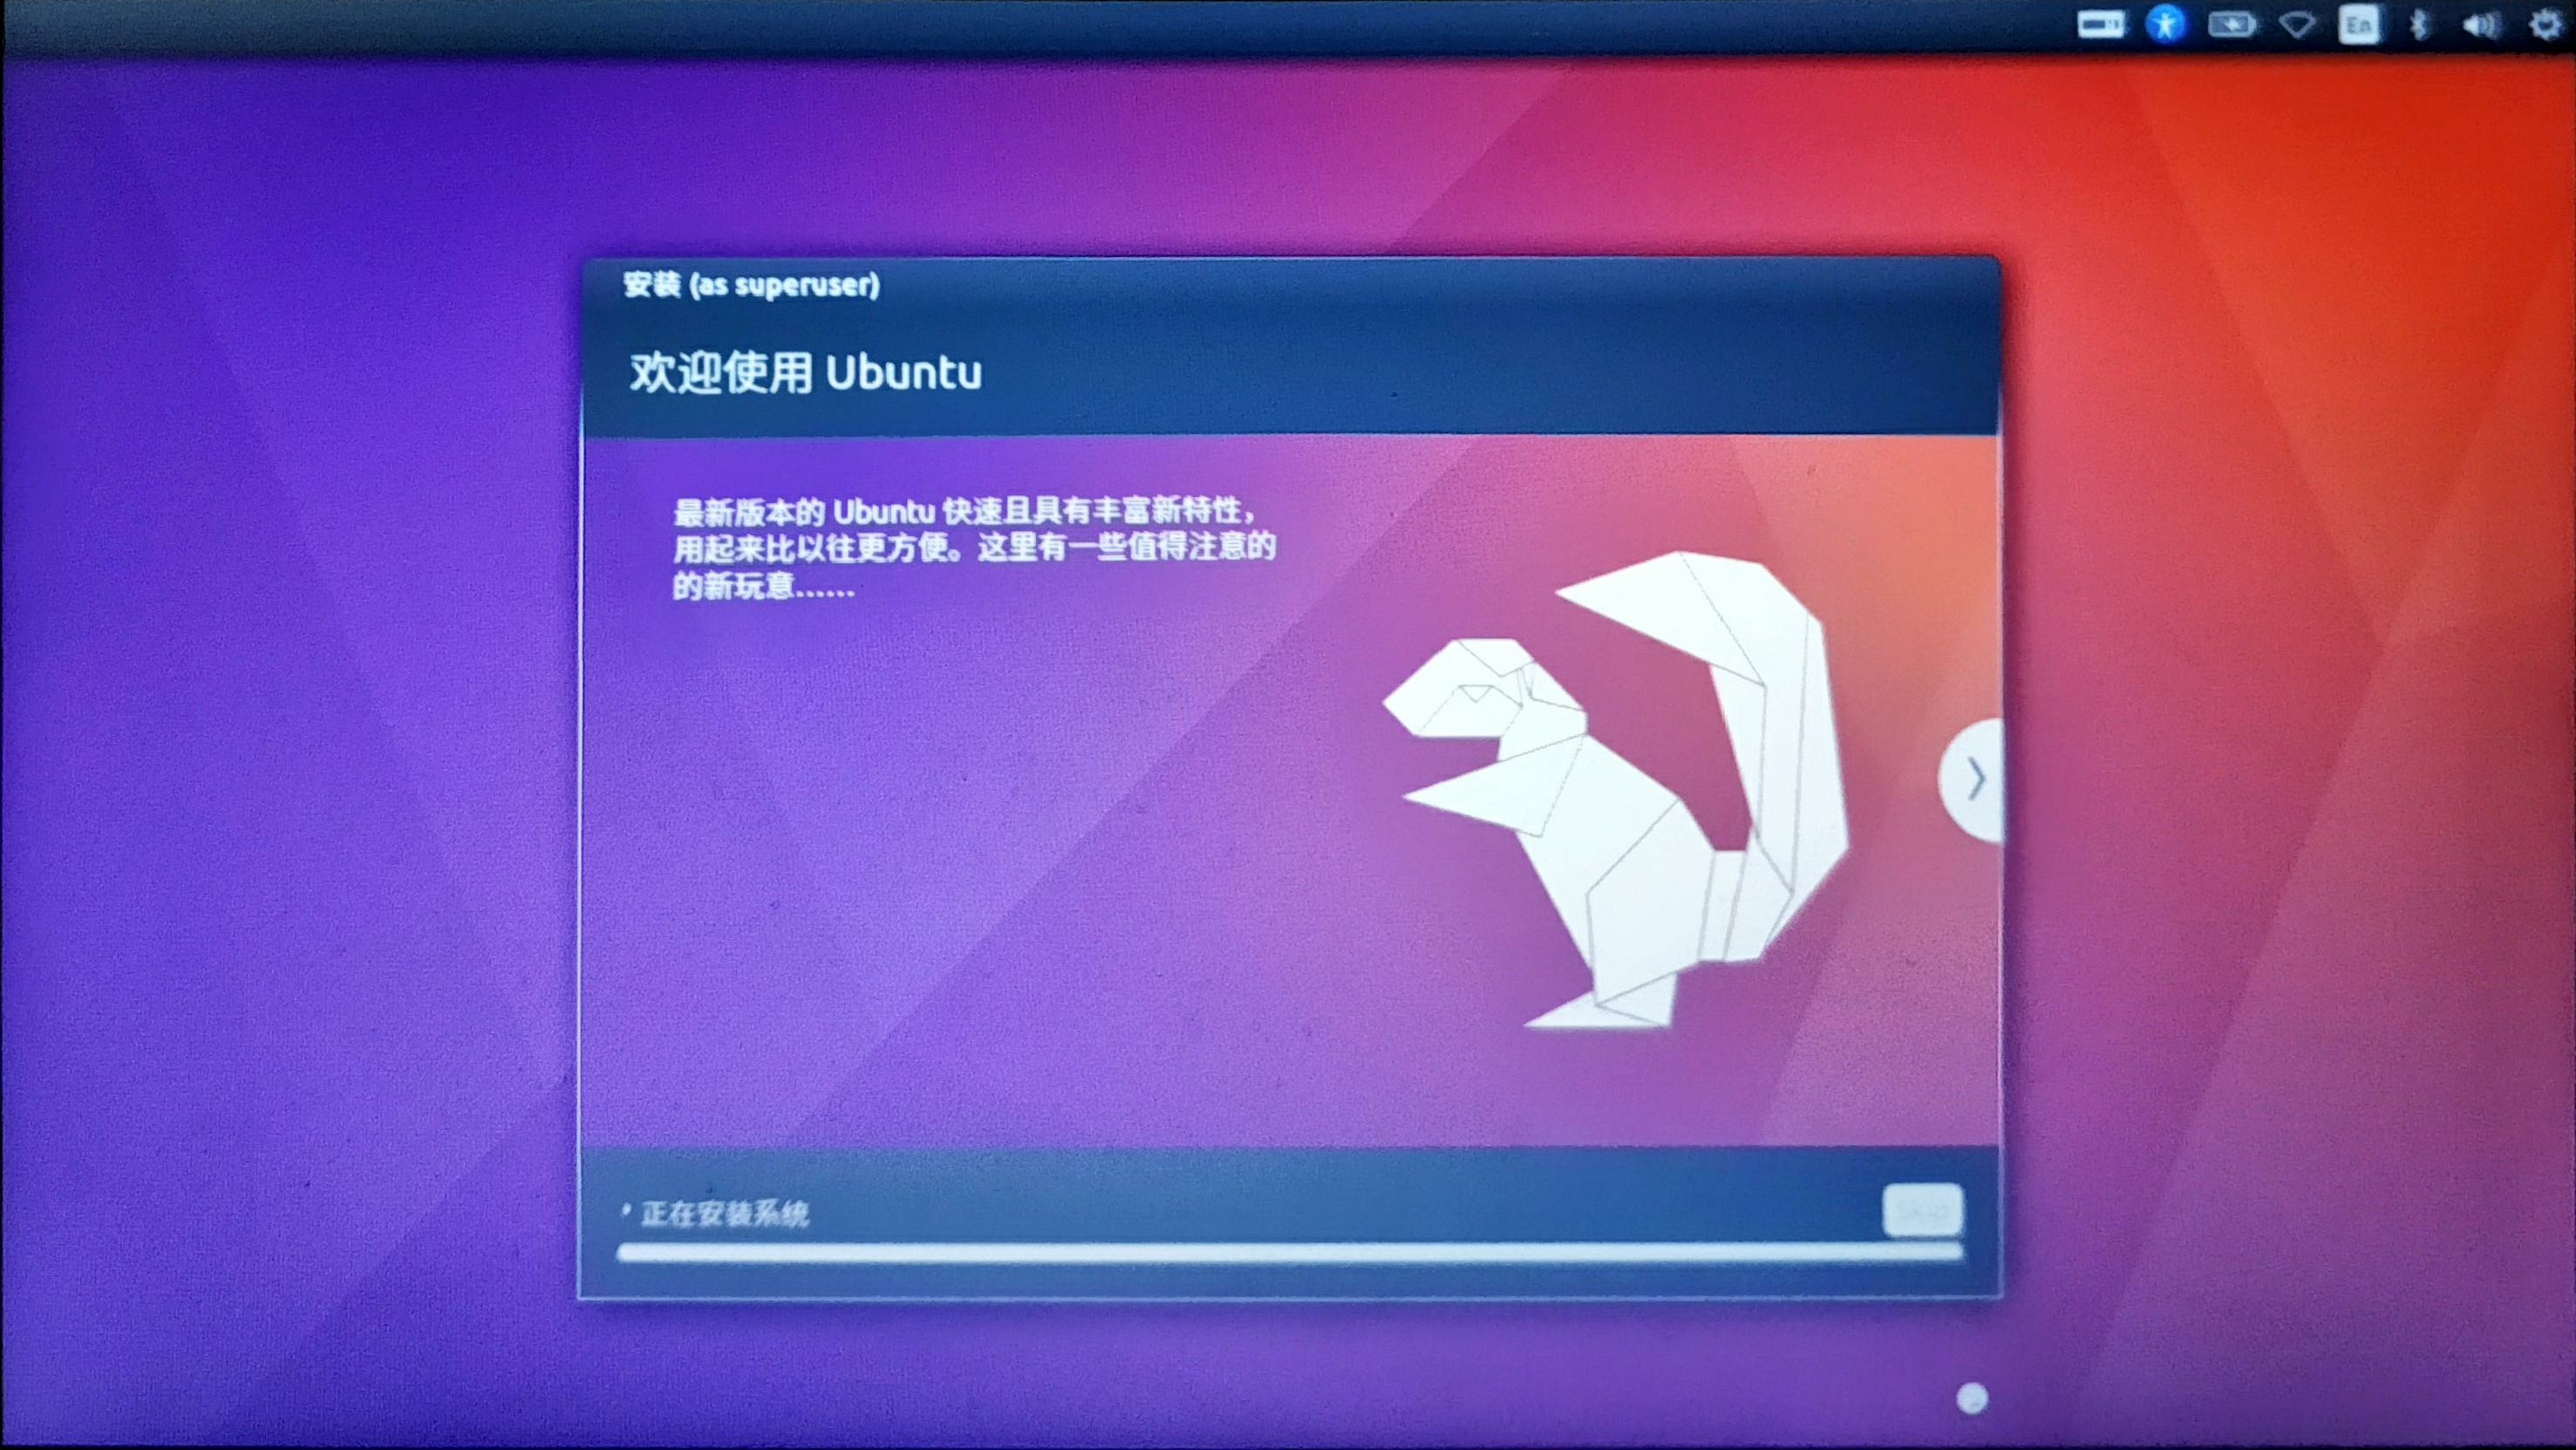 En
安装 (as superuser)
欢迎使用 Ubuntu
最新版本的 Ubuntu 快速且具有丰富新特性，
用起来比以往更方便。这里有一些值得注意的
的新玩意......
正在安装系统
Skip